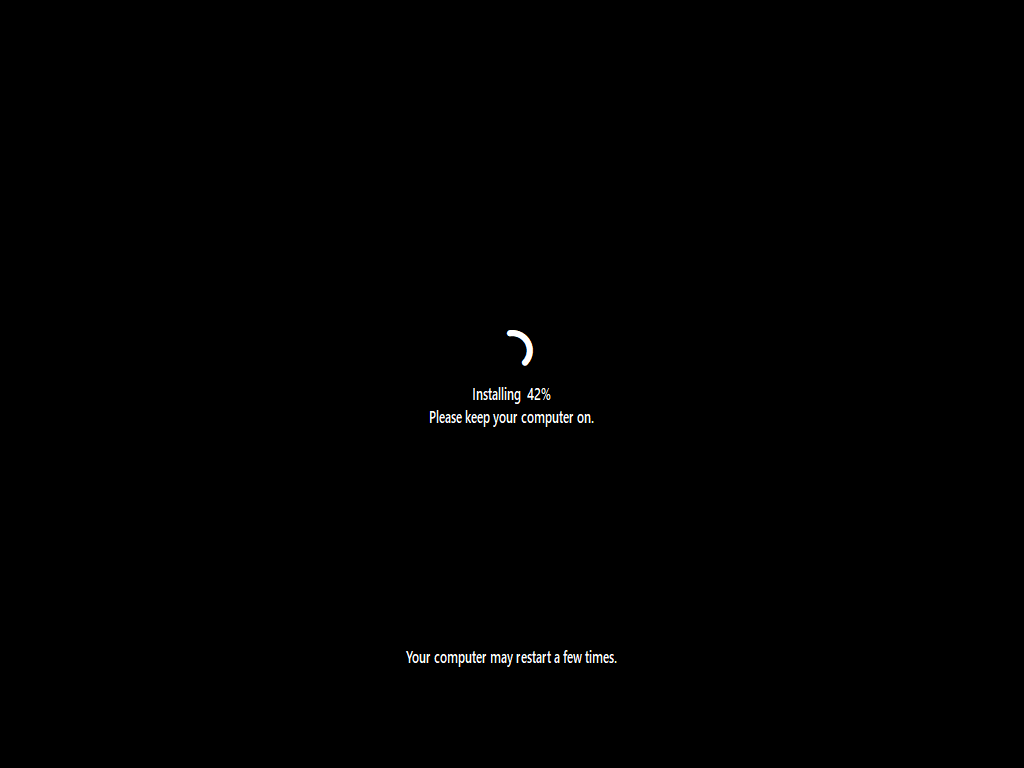 Installing  42%
Please keep your computer on.
Your computer may restart a few times.